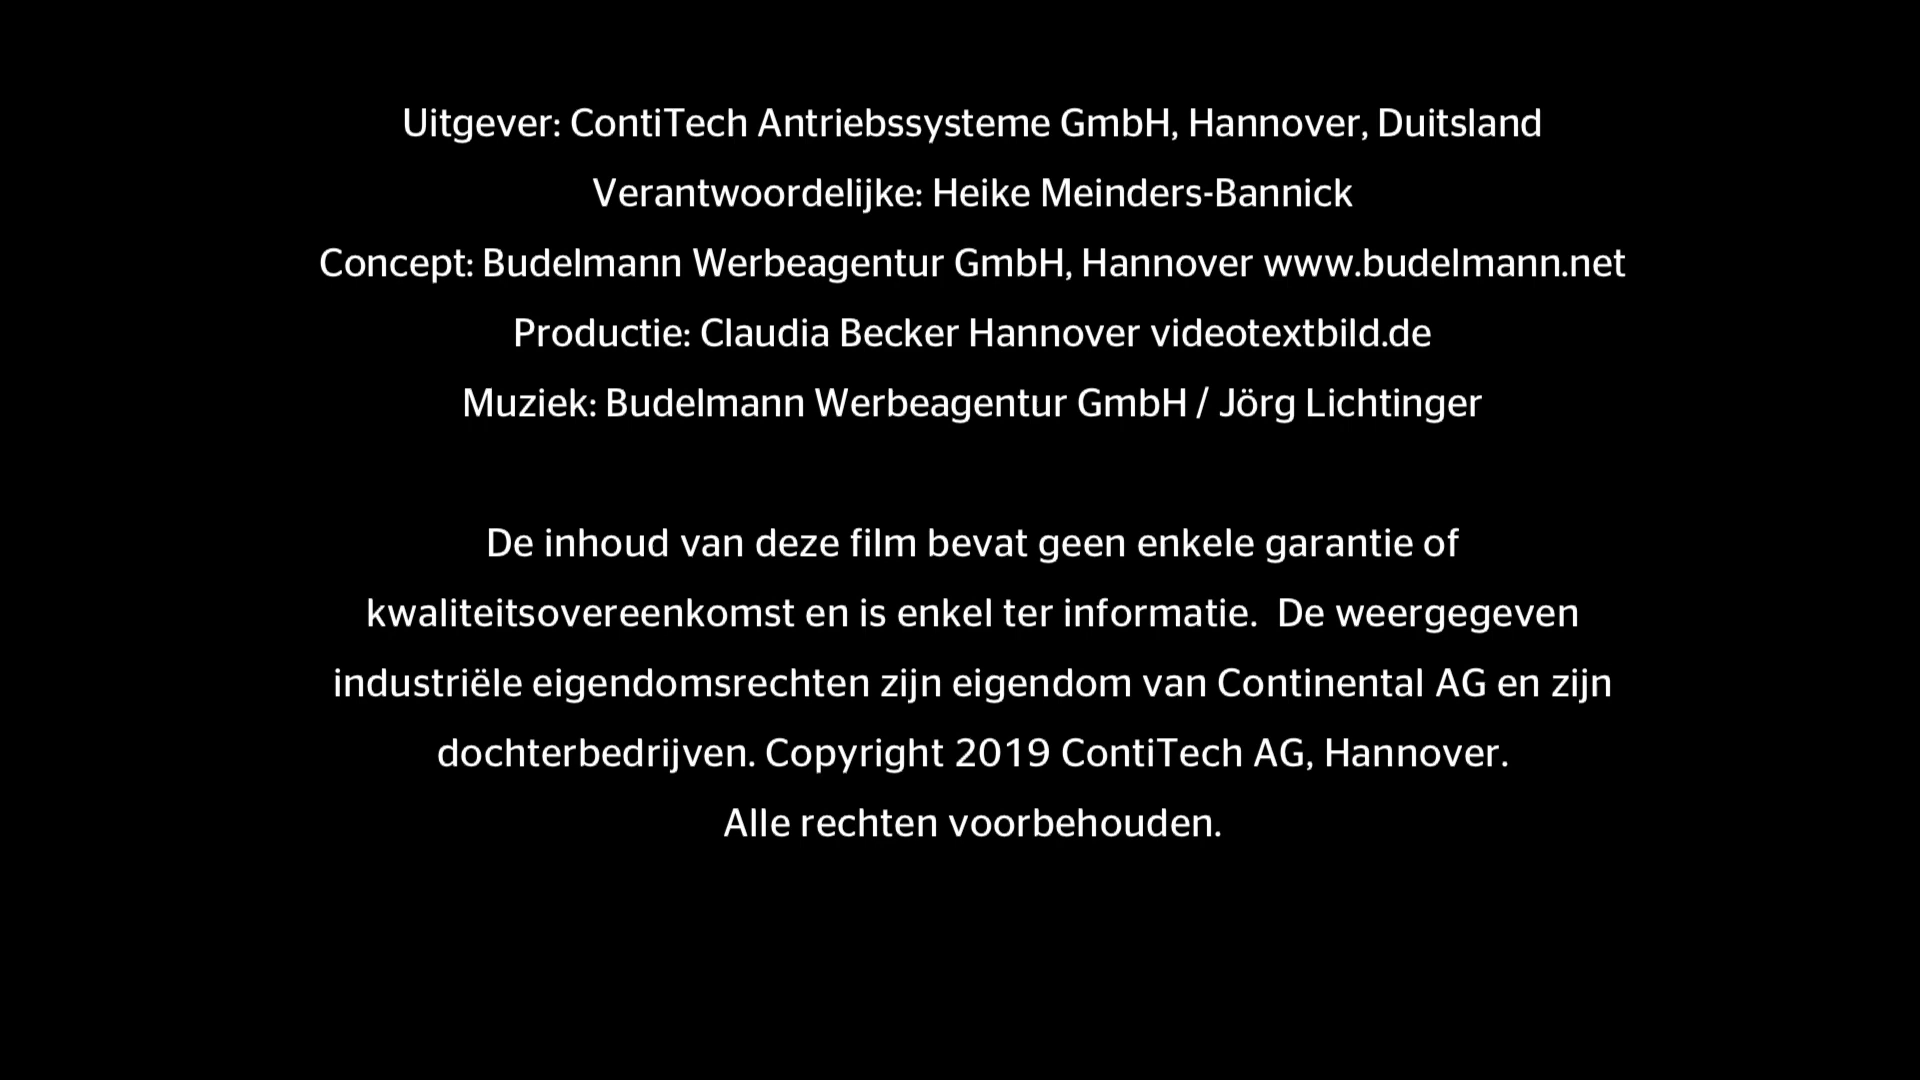 Uitgever: ContiTech Antriebssysteme GmbH, Hannover, Duitsland
Verantwoordelijke: Heike Meinders-Bannick
Concept: Budelmann Werbeagentur GmbH, Hannover www.budelmann.net
Productie: Claudia Becker Hannover videotextbild.de
Muziek: Budelmann Werbeagentur GmbH / Jörg Lichtinger
De inhoud van deze film bevat geen enkele garantie of
kwaliteitsovereenkomst en is enkel ter informatie.  De weergegeven
industriële eigendomsrechten zijn eigendom van Continental AG en zijn
dochterbedrijven. Copyright 2019 ContiTech AG, Hannover.
Alle rechten voorbehouden.